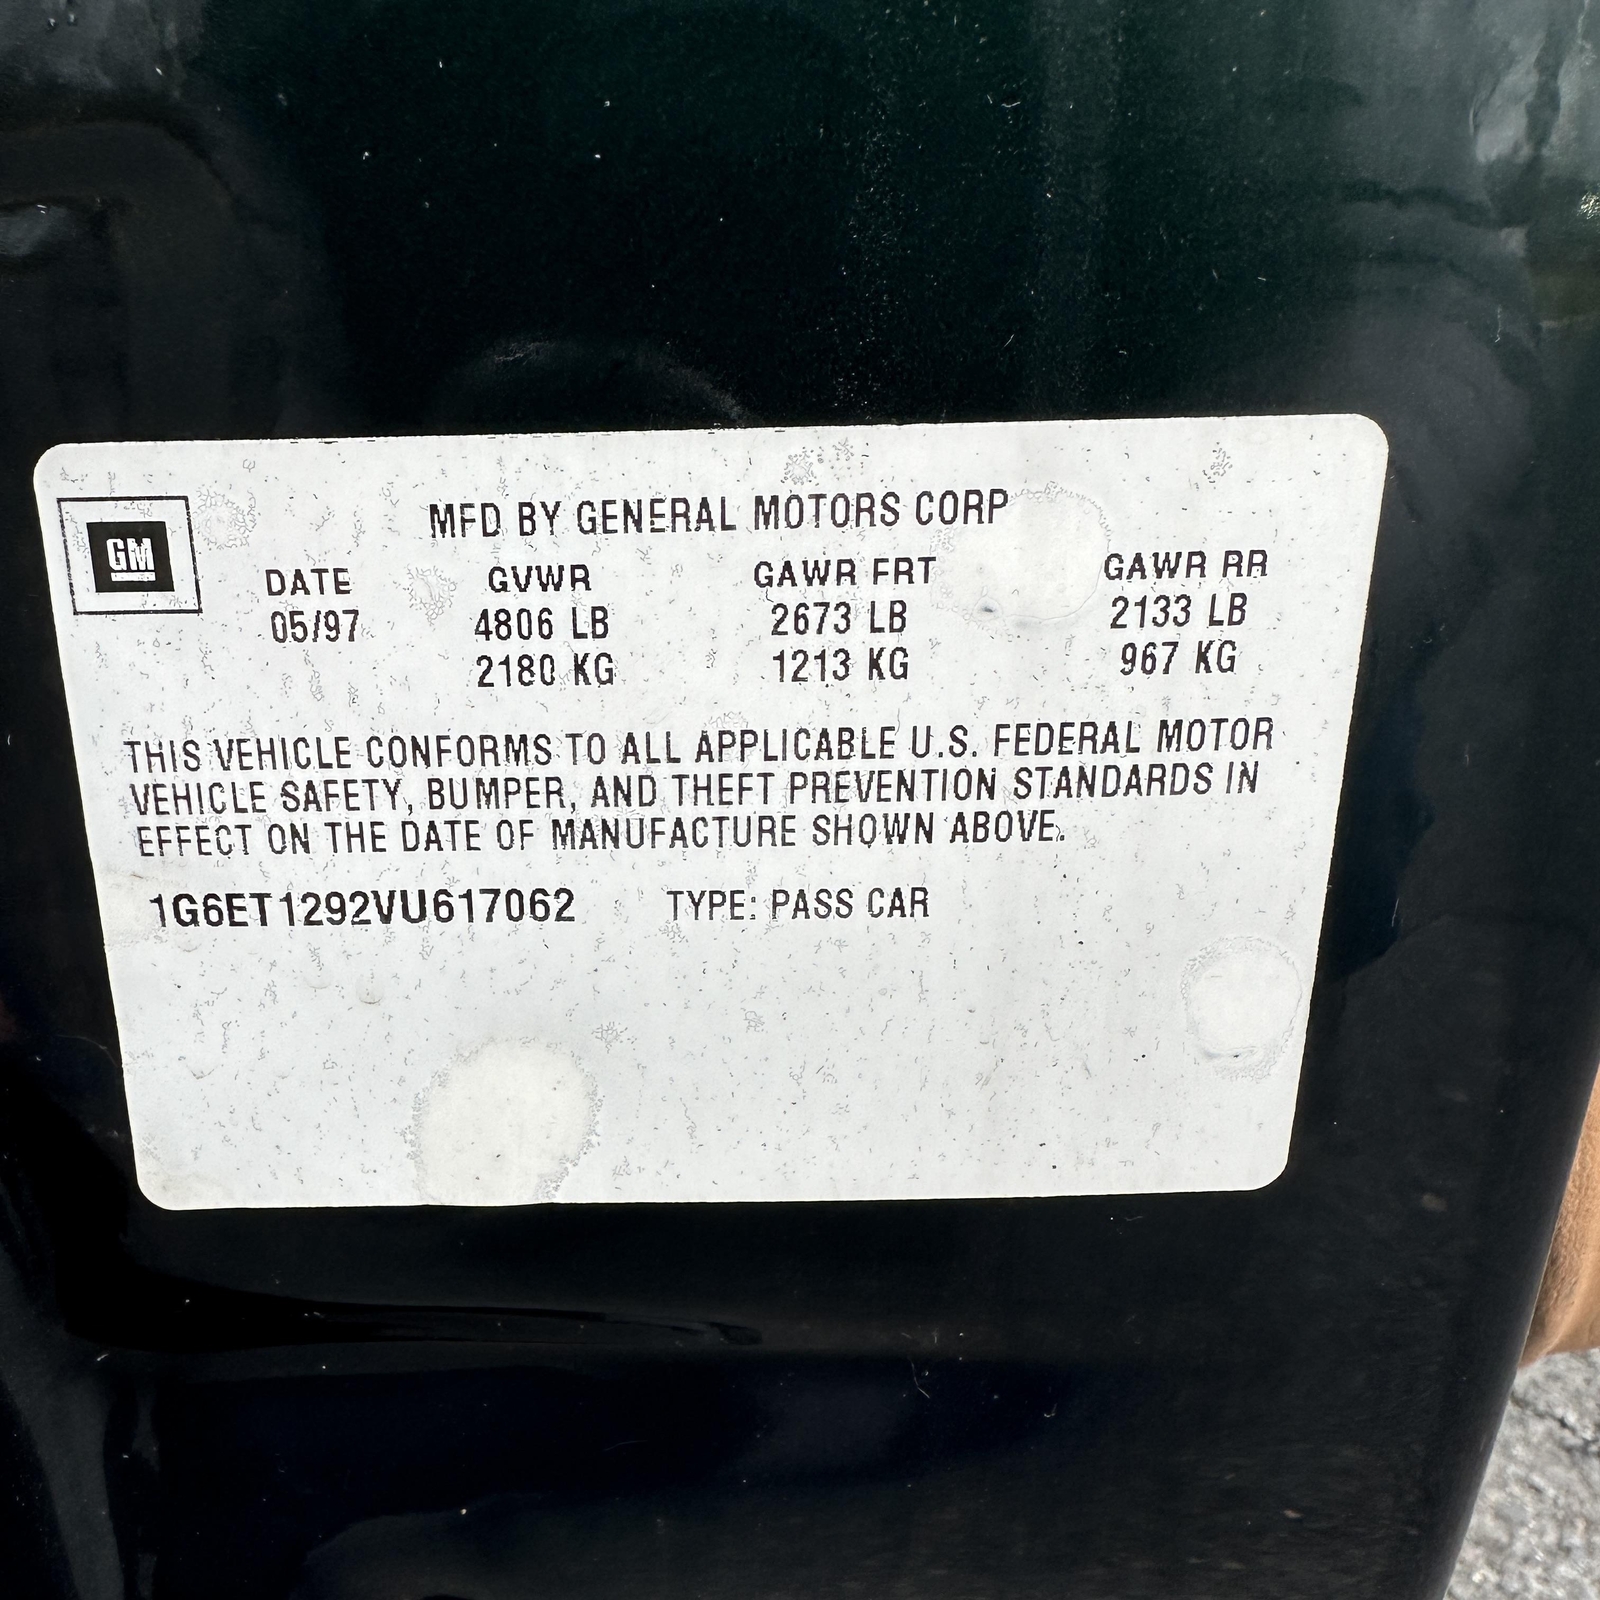 MFD BY GENERAL MOTORS CORP
GM
DATE GVWR GAWR FRT GAWR RR
05/97 4806 LB 2673 LB 2133 LB
2180 KG 1213 KG 967 KG
THIS VEHICLE CONFORMS TO ALL APPLICABLE U.S. FEDERAL MOTOR
VEHICLE SAFETY, BUMPER, AND THEFT PREVENTION STANDARDS IN
EFFECT ON THE DATE OF MANUFACTURE SHOWN ABOVE.
1G6ET1292VU617062 TYPE: PASS CAR